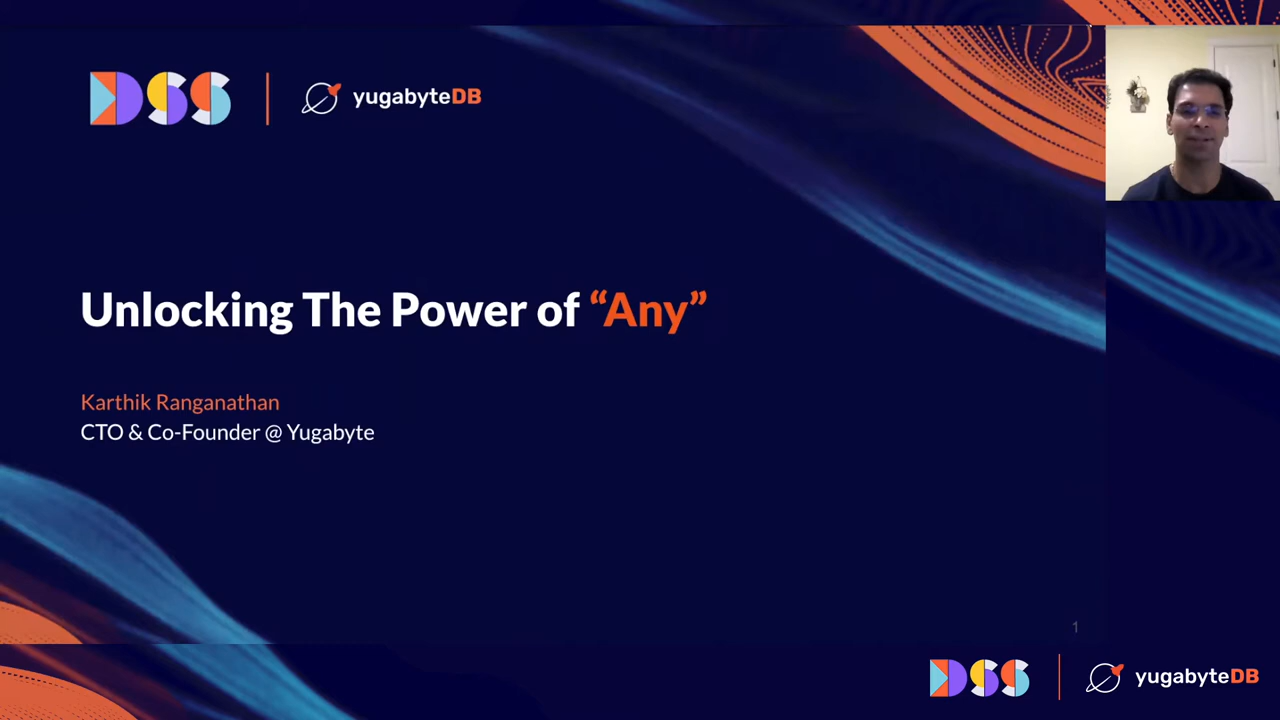 DSS
yugabyteDB
Unlocking The Power of “Any”
Karthik Ranganathan
CTO & Co-Founder @ Yugabyte
1
DSS
yugabyteDB